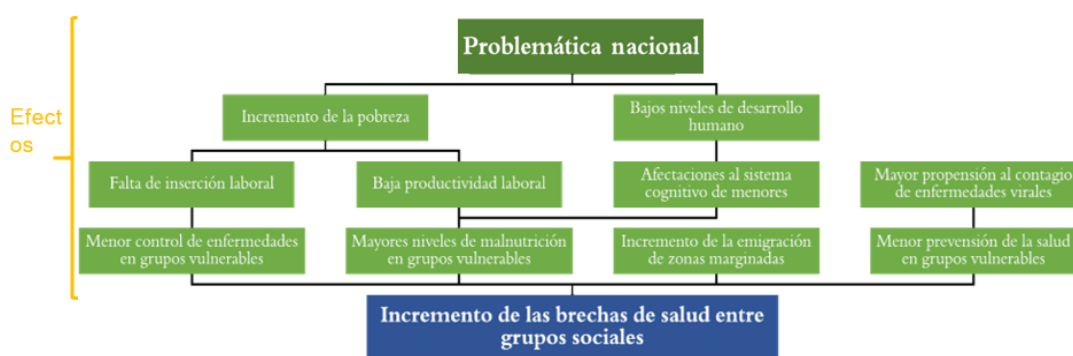 Problemática nacional
Efect
os
Incremento de la pobreza
Bajos niveles de desarrollo
humano
Falta de inserción laboral
Baja productividad laboral
Afectaciones al sistema
cognitivo de menores
Mayor propensión al contagio
de enfermedades virales
Menor control de enfermedades
en grupos vulnerables
Mayores niveles de malnutrición
en grupos vulnerables
Incremento de la emigración
de zonas marginadas
Menor prevención de la salud
en grupos vulnerables
Incremento de las brechas de salud entre
grupos sociales